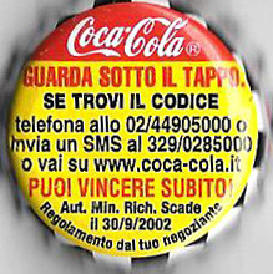 Coca-Cola®
GUARDA SOTTO IL TAPPO.
SE TROVI IL CODICE
telefona allo 02/44905000 o
invia un SMS al 329/0285000
o vai su www.coca-cola.it
PUOI VINCERE SUBITO!
Aut. Min. Rich. Scade
il 30/9/2002
Regolamento dal tuo negoziante